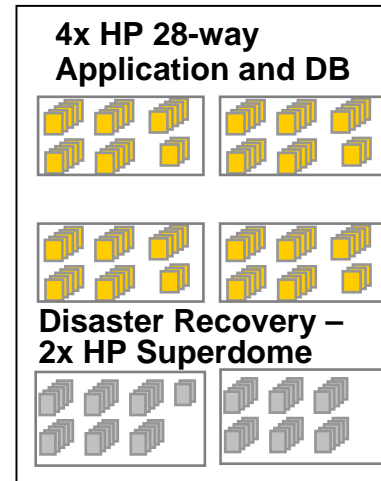 4x HP 28-way
Application and DB
Disaster Recovery –
2x HP Superdome